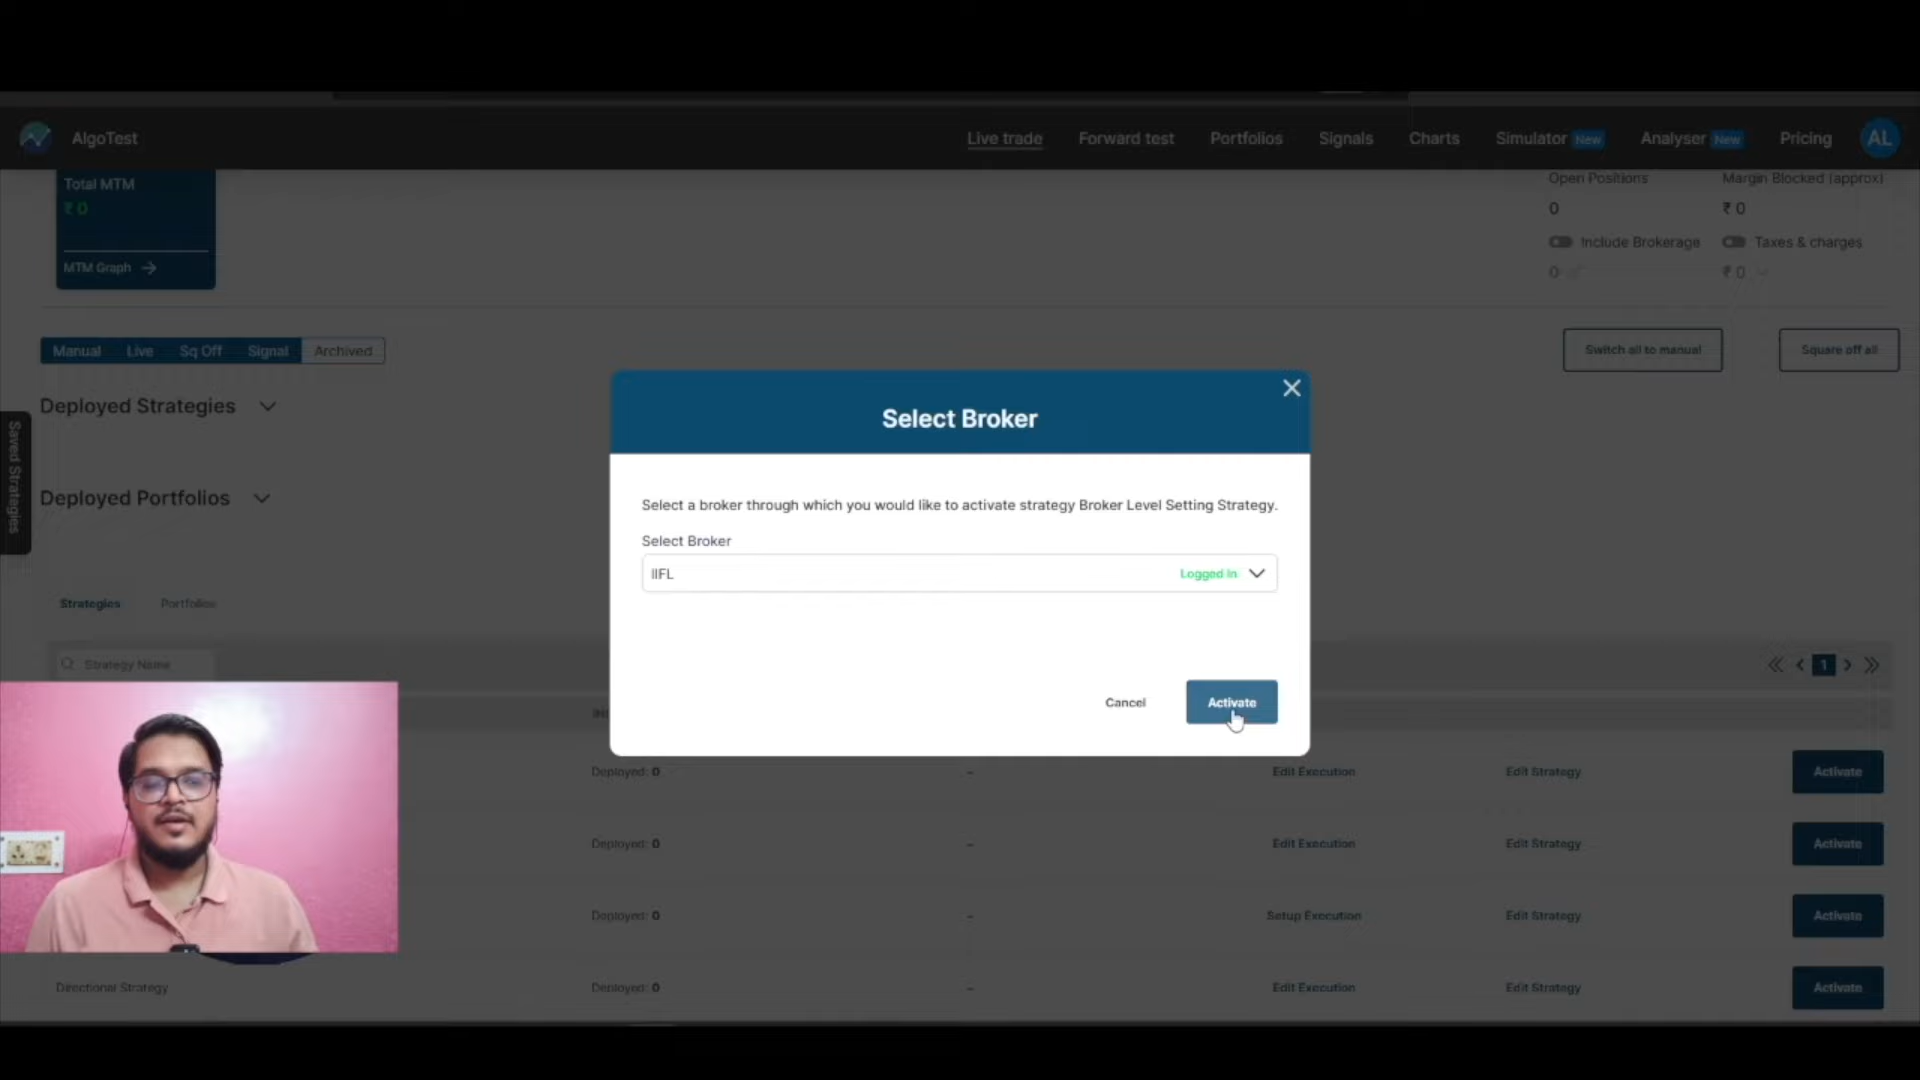 AlgoTest
Live trade
Forward test
Portfolios
Signals
Charts
Simulator New
Analyser New
Pricing
AL
Total MTM
₹ 0
MTM Graph
Open Positions
0
Margin Blocked (approx)
₹ 0
Include Brokerage
0
Taxes & charges
₹ 0
Manual Live Sq Off Signal Archived
Switch all to manual
Square off all
Deployed Strategies
Deployed Portfolios
Saved Strategies
Select Broker
Select a broker through which you would like to activate strategy Broker Level Setting Strategy.
Select Broker
IIFL Logged In
Cancel
Activate
Strategies
Portfolios
Strategy Name
1
Deployed: 0 – Edit Execution Edit Strategy Activate
Deployed: 0 – Edit Execution Edit Strategy Activate
Deployed: 0 – Setup Execution Edit Strategy Activate
Directional Strategy Deployed: 0 – Edit Execution Edit Strategy Activate